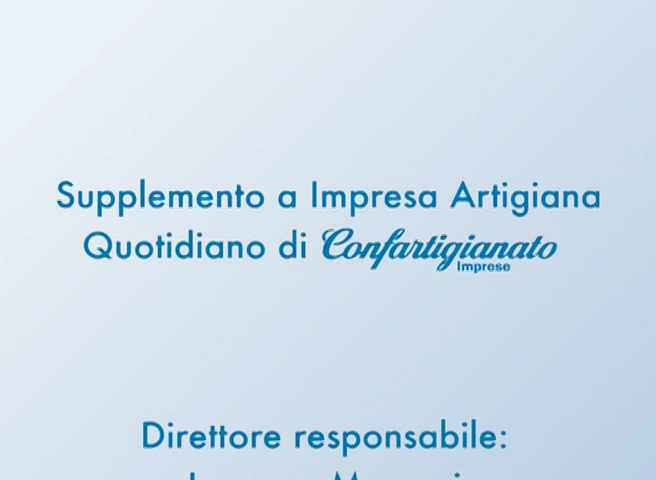 Supplemento a Impresa Artigiana
Quotidiano di Confartigianato
Imprese
Direttore responsabile: